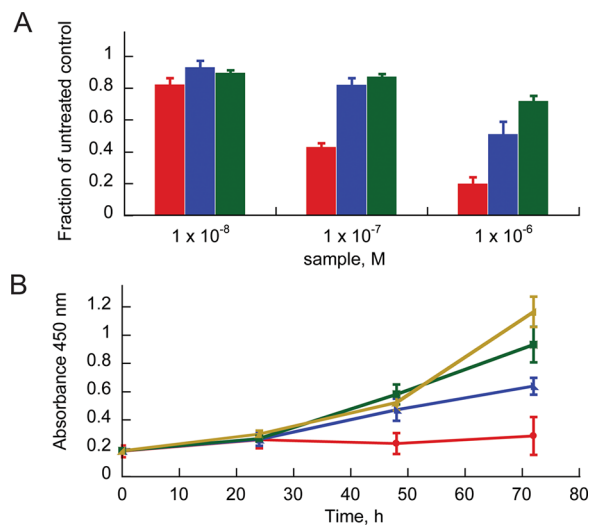 A
Fraction of untreated control
1
0.8
0.6
0.4
0.2
0
1 x 10⁻⁸ 1 x 10⁻⁷ 1 x 10⁻⁶
sample, M
B
Absorbance 450 nm
1.2
1
0.8
0.6
0.4
0.2
0
0 10 20 30 40 50 60 70 80
Time, h